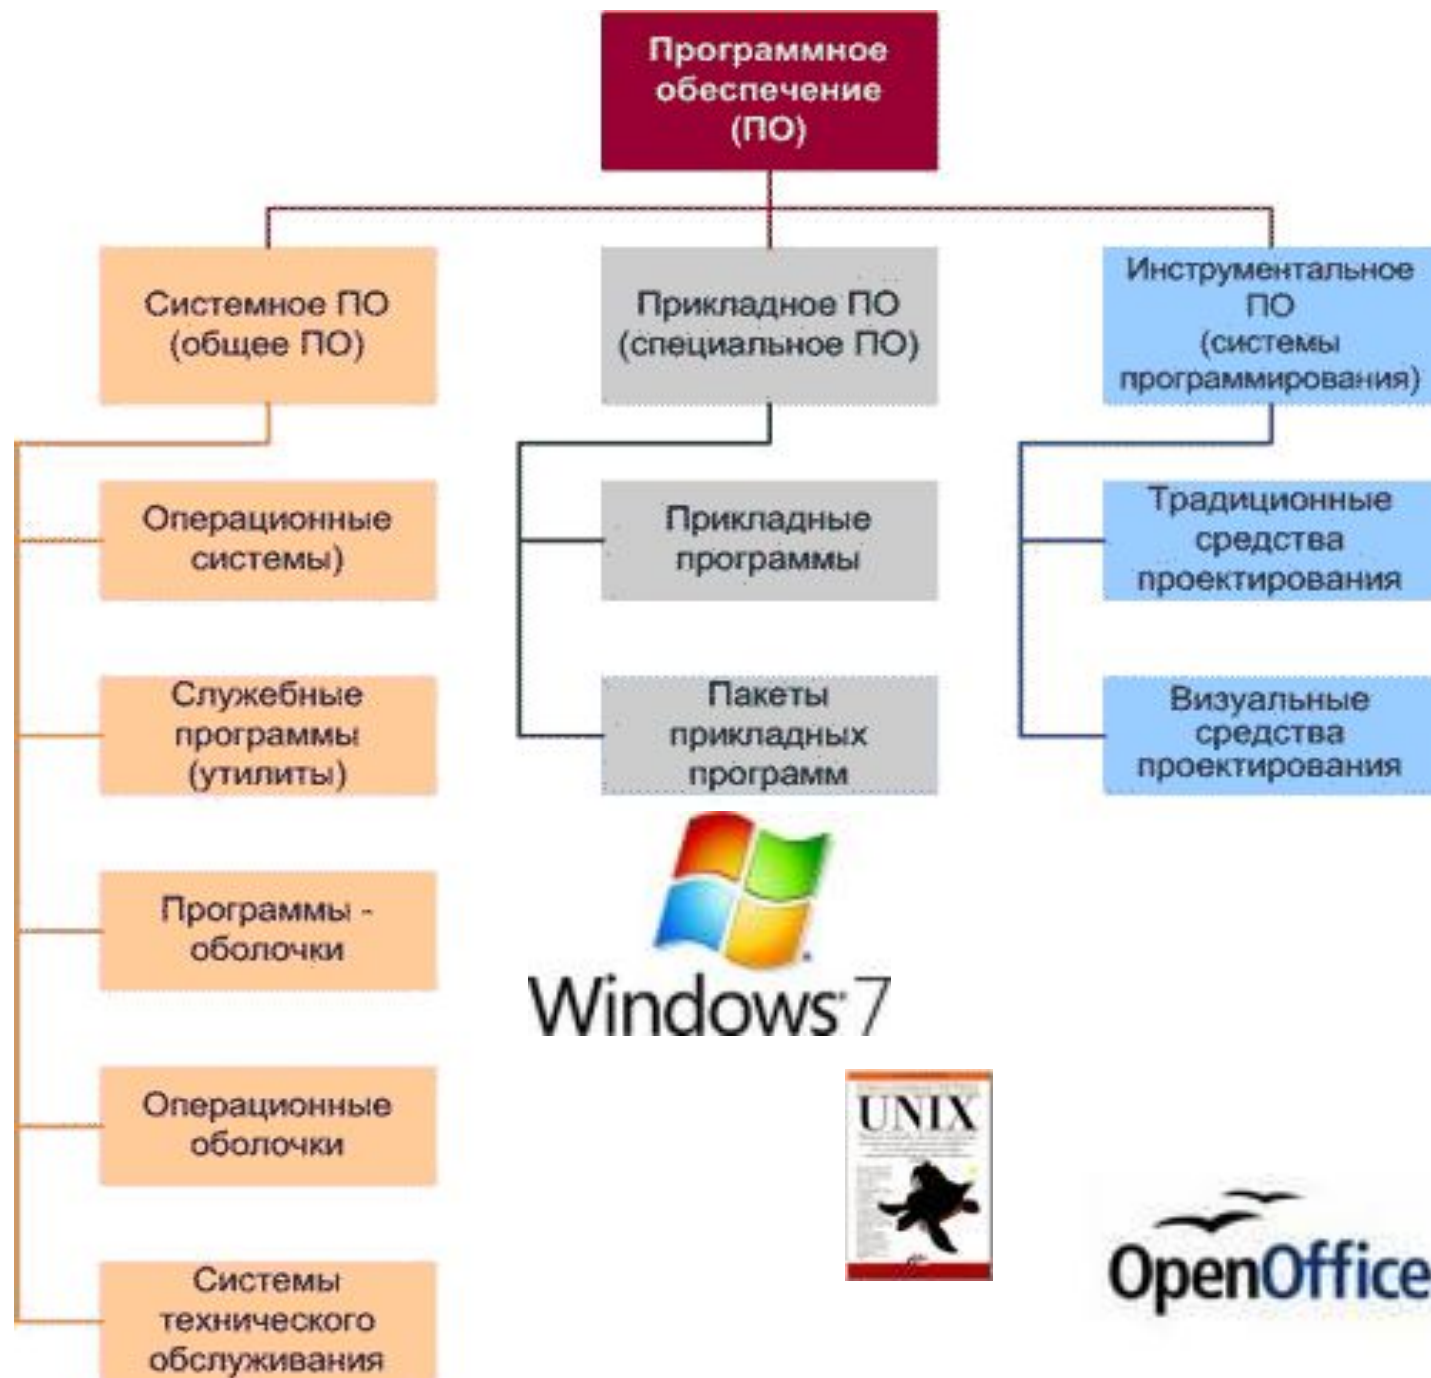 Программное
обеспечение
(ПО)
Системное ПО
(общее ПО)
Прикладное ПО
(специальное ПО)
Инструментальное
ПО
(системы
программирования)
Операционные
системы)
Прикладные
программы
Традиционные
средства
проектирования
Служебные
программы
(утилиты)
Пакеты
прикладных
программ
Визуальные
средства
проектирования
Программы -
оболочки
Windows 7
Операционные
оболочки
UNIX
OpenOffice
Системы
технического
обслуживания